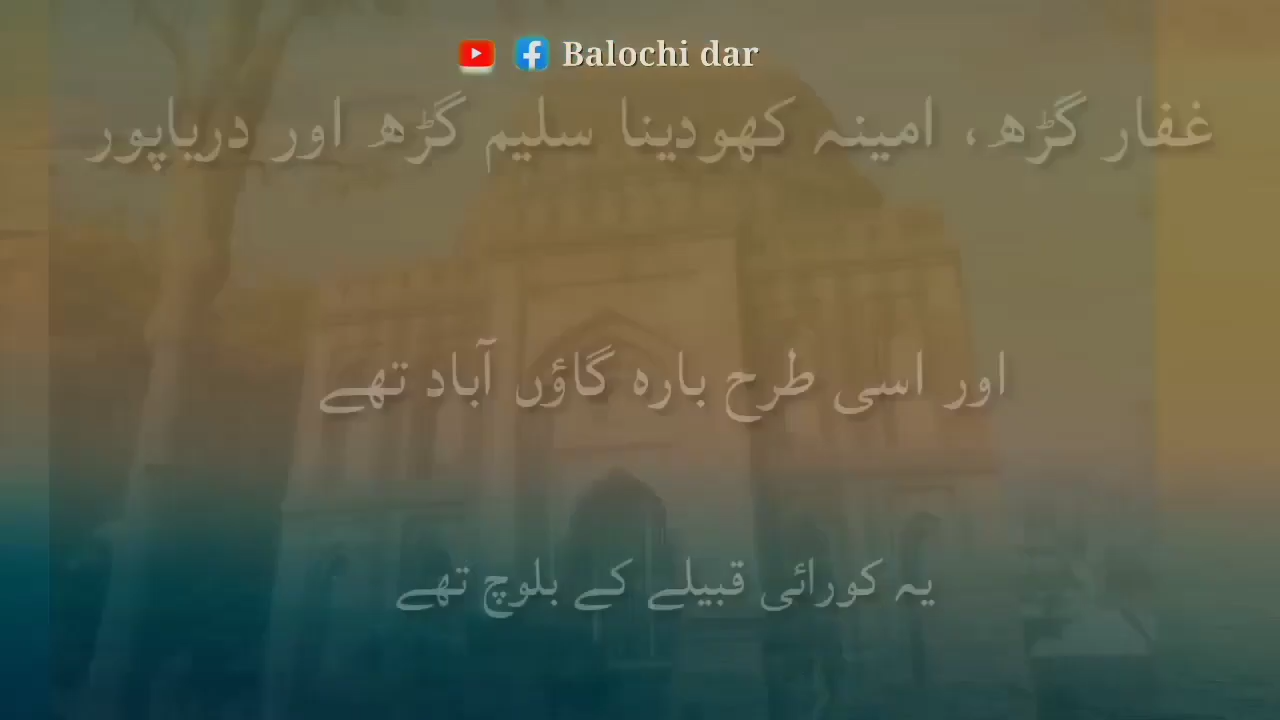 Balochi dar
غفار گڑھ، امینہ کھودینا سلیم گڑھ اور دریاپور
اور اسی طرح بارہ گاؤں آباد تھے
یہ کورائی قبیلے کے بلوچ تھے